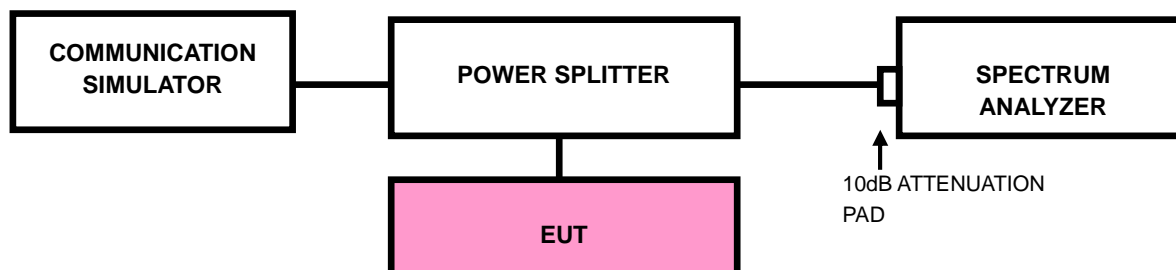 COMMUNICATION
SIMULATOR
POWER SPLITTER
SPECTRUM
ANALYZER
10dB ATTENUATION
PAD
EUT